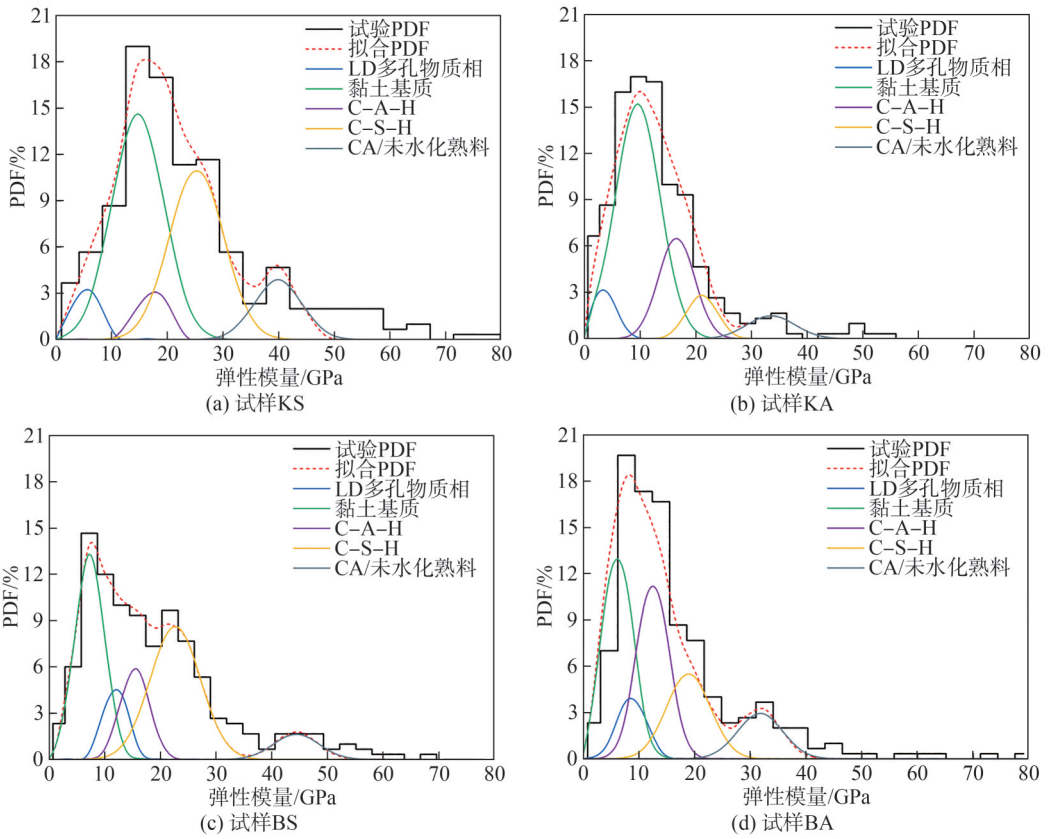 21
18
15
12
9
6
3
0
PDF/%
试验PDF
拟合PDF
LD多孔物质相
黏土基质
C-A-H
C-S-H
CA/未水化熟料
0 10 20 30 40 50 60 70 80
弹性模量/GPa
(a) 试样KS
21
18
15
12
9
6
3
0
PDF/%
试验PDF
拟合PDF
LD多孔物质相
黏土基质
C-A-H
C-S-H
CA/未水化熟料
0 10 20 30 40 50 60 70 80
弹性模量/GPa
(b) 试样KA
21
18
15
12
9
6
3
0
PDF/%
试验PDF
拟合PDF
LD多孔物质相
黏土基质
C-A-H
C-S-H
CA/未水化熟料
0 10 20 30 40 50 60 70 80
弹性模量/GPa
(c) 试样BS
21
18
15
12
9
6
3
0
PDF/%
试验PDF
拟合PDF
LD多孔物质相
黏土基质
C-A-H
C-S-H
CA/未水化熟料
0 10 20 30 40 50 60 70 80
弹性模量/GPa
(d) 试样BA